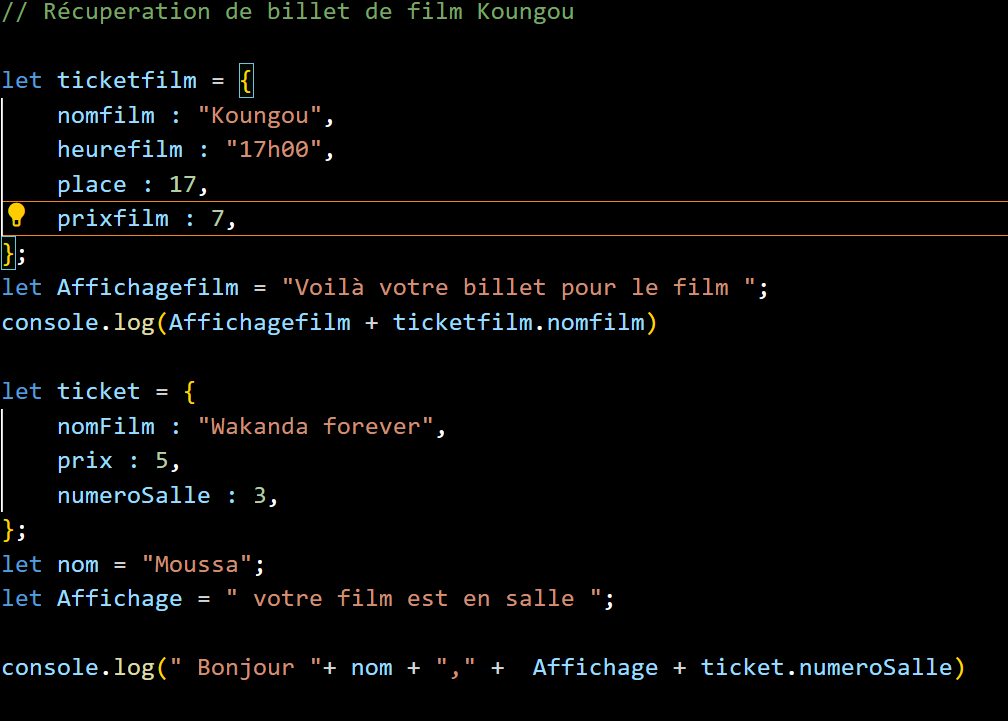 // Récuperation de billet de film Koungou
let ticketfilm = {
nomfilm : "Koungou",
heurefilm : "17h00",
place : 17,
prixfilm : 7,
};
let Affichagefilm = "Voilà votre billet pour le film ";
console.log(Affichagefilm + ticketfilm.nomfilm)
let ticket = {
nomFilm : "Wakanda forever",
prix : 5,
numeroSalle : 3,
};
let nom = "Moussa";
let Affichage = " votre film est en salle ";
console.log(" Bonjour "+ nom + "," +  Affichage + ticket.numeroSalle)